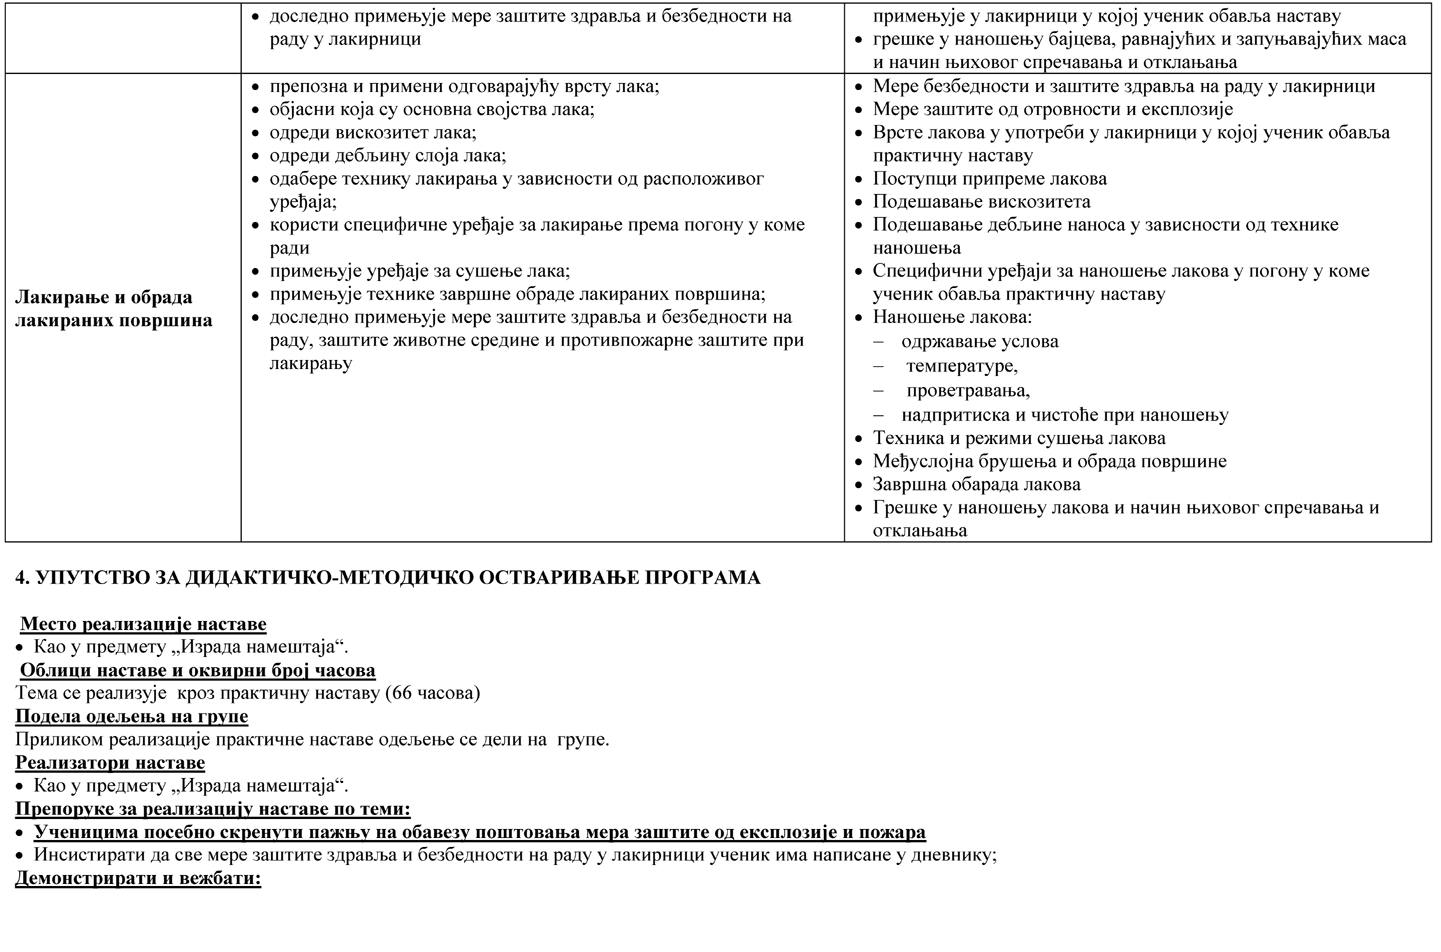 • доследно примењује мере заштите здравља и безбедности на
раду у лакирници
примењује у лакирници у којој ученик обавља наставу
• грешке у наношењу бајцева, равнајућих и запуњавајућих маса
и начин њиховог спречавања и отклањања
Лакирање и обрада
лакираних површина
• препозна и примени одговарајућу врсту лака;
• објасни која су основна својства лака;
• одреди вискозитет лака;
• одреди дебљину слоја лака;
• одабере технику лакирања у зависности од расположивог
уређаја;
• користи специфичне уређаје за лакирање према погону у коме
ради
• примењује уређаје за сушење лака;
• примењује технике завршне обраде лакираних површина;
• доследно примењује мере заштите здравља и безбедности на
раду, заштите животне средине и противпожарне заштите при
лакирању
• Мере безбедности и заштите здравља на раду у лакирници
• Мере заштите од отровности и експлозије
• Врсте лакова у употреби у лакирници у којој ученик обавља
практичну наставу
• Поступци припреме лакова
• Подешавање вискозитета
• Подешавање дебљине наноса у зависности од технике
наношења
• Специфични уређаји за наношење лакова у погону у коме
ученик обавља практичну наставу
• Наношење лакова:
– одржавање услова
– температуре,
– проветравања,
– надпритиска и чистоће при наношењу
• Техника и режими сушења лакова
• Међуслојна брушења и обрада површине
• Завршна обарада лакова
• Грешке у наношењу лакова и начин њиховог спречавања и
отклањања
4. УПУТСТВО ЗА ДИДАКТИЧКО-МЕТОДИЧКО ОСТВАРИВАЊЕ ПРОГРАМА
Место реализације наставе
• Као у предмету „Израда намештаја“.
Облици наставе и оквирни број часова
Тема се реализује  кроз практичну наставу (66 часова)
Подела одељења на групе
Приликом реализације практичне наставе одељење се дели на  групе.
Реализатори наставе
• Као у предмету „Израда намештаја“.
Препоруке за реализацију наставе по теми:
• Ученицима посебно скренути пажњу на обавезу поштовања мера заштите од експлозије и пожара
• Инсистирати да све мере заштите здравља и безбедности на раду у лакирници ученик има написане у дневнику;
Демонстрирати и вежбати: